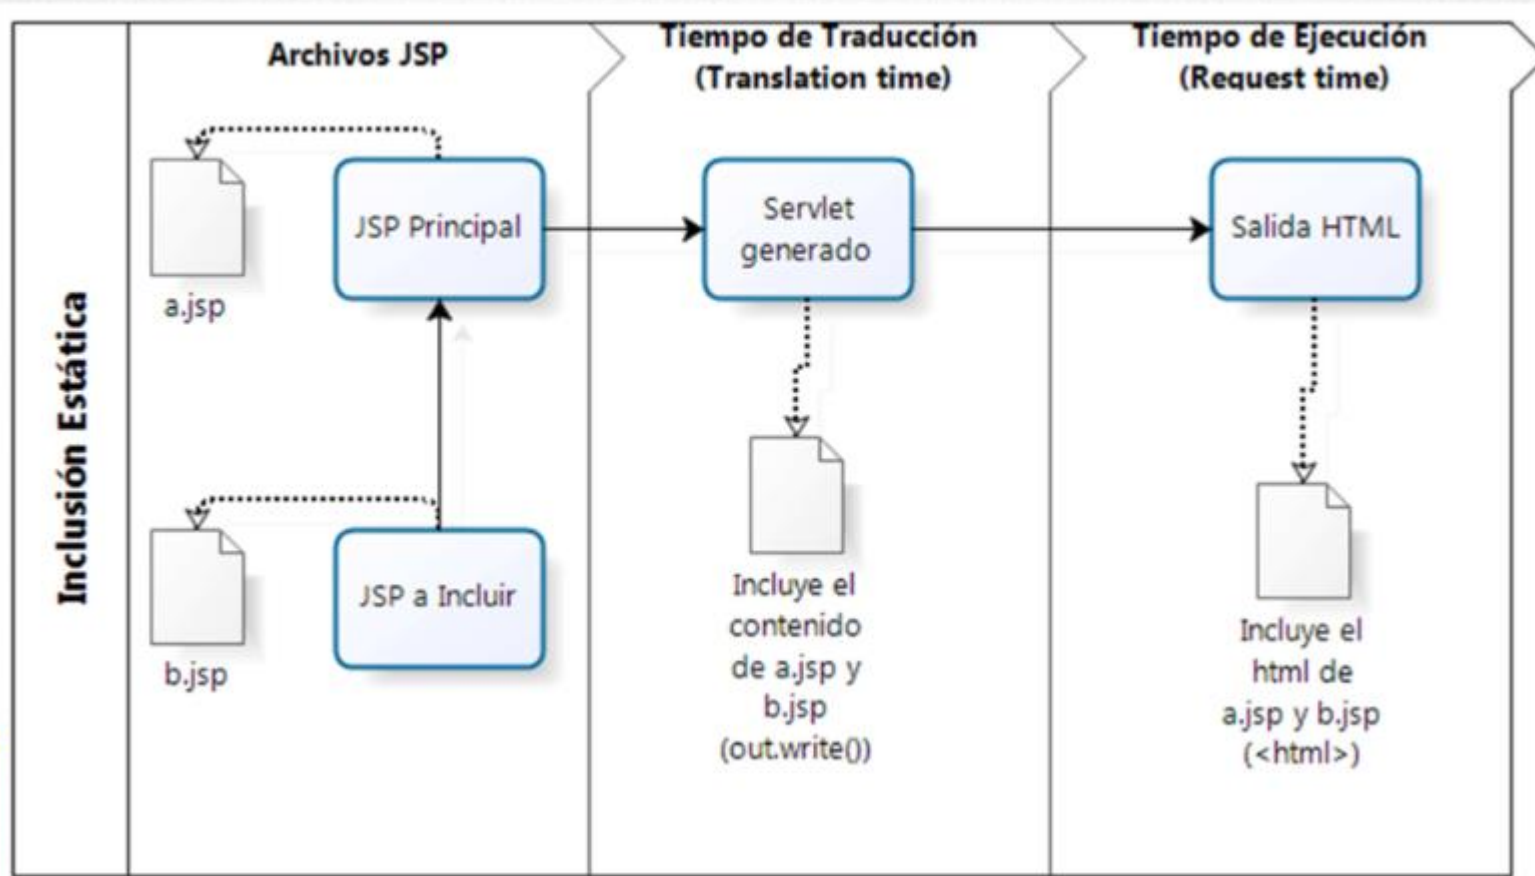 Inclusión Estática
Archivos JSP
Tiempo de Traducción
(Translation time)
Tiempo de Ejecución
(Request time)
a.jsp
JSP Principal
Servlet
generado
Salida HTML
b.jsp
JSP a Incluir
Incluye el
contenido
de a.jsp y
b.jsp
(out.write())
Incluye el
html de
a.jsp y b.jsp
(<html>)